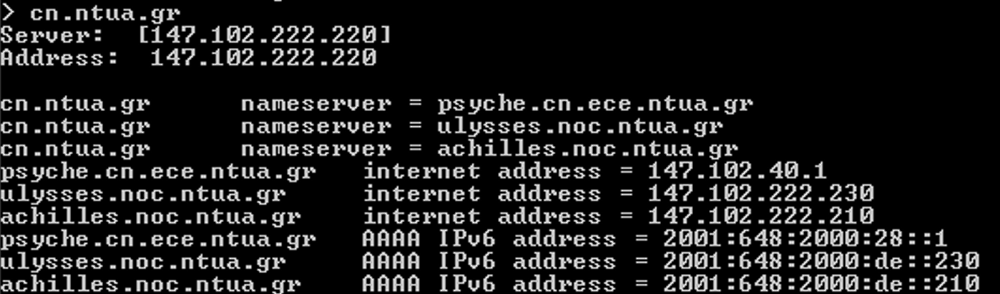 > cn.ntua.gr
Server:  [147.102.222.220]
Address:  147.102.222.220
cn.ntua.gr      nameserver = psyche.cn.ece.ntua.gr
cn.ntua.gr      nameserver = ulysses.noc.ntua.gr
cn.ntua.gr      nameserver = achilles.noc.ntua.gr
psyche.cn.ece.ntua.gr   internet address = 147.102.40.1
ulysses.noc.ntua.gr     internet address = 147.102.222.230
achilles.noc.ntua.gr    internet address = 147.102.222.210
psyche.cn.ece.ntua.gr   AAAA IPv6 address = 2001:648:2000:28::1
ulysses.noc.ntua.gr     AAAA IPv6 address = 2001:648:2000:de::230
achilles.noc.ntua.gr    AAAA IPv6 address = 2001:648:2000:de::210